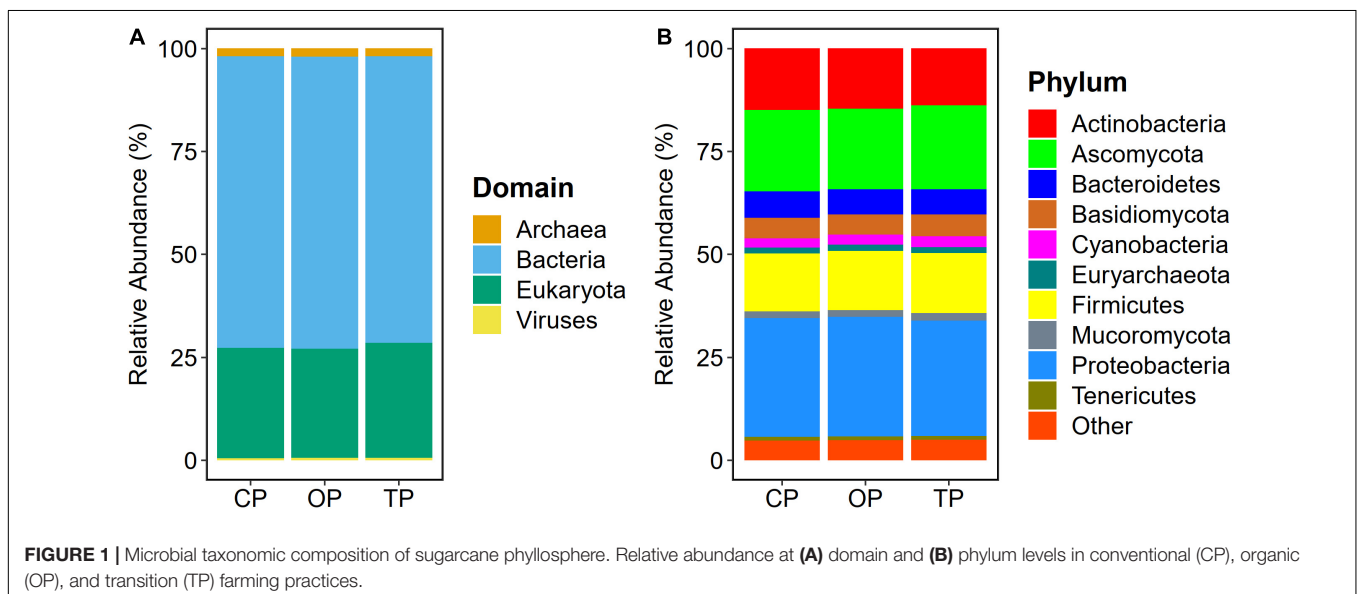 A
Relative Abundance (%)
100
75
50
25
0
CP OP TP
Domain
Archaea
Bacteria
Eukaryota
Viruses
B
Relative Abundance (%)
100
75
50
25
0
CP OP TP
Phylum
Actinobacteria
Ascomycota
Bacteroidetes
Basidiomycota
Cyanobacteria
Euryarchaeota
Firmicutes
Mucoromycota
Proteobacteria
Tenericutes
Other
FIGURE 1 | Microbial taxonomic composition of sugarcane phyllosphere. Relative abundance at (A) domain and (B) phylum levels in conventional (CP), organic
(OP), and transition (TP) farming practices.